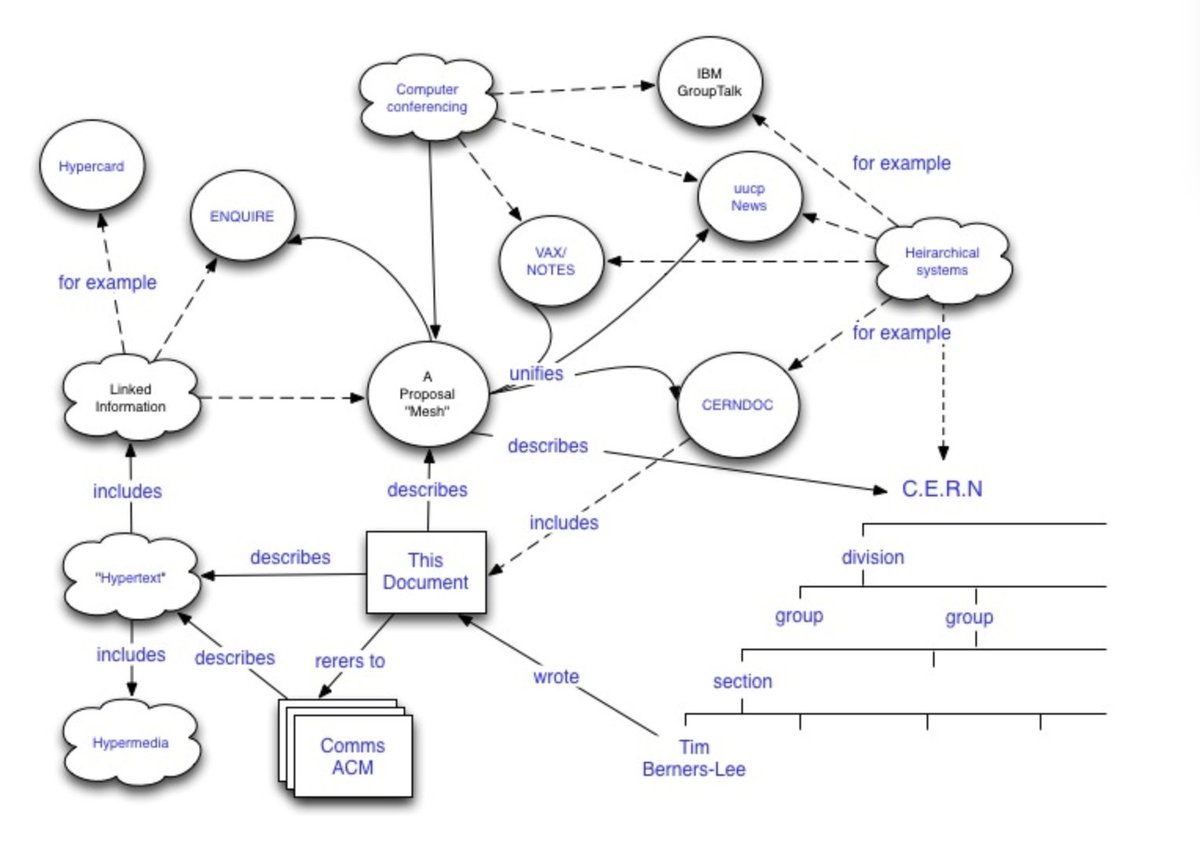 IBM
GroupTalk
Computer
conferencing
Hypercard
for example
uucp
News
ENQUIRE
VAX/
NOTES
Heirarchical
systems
for example
for example
A
Proposal
"Mesh"
unifies
Linked
Information
CERNDOC
describes
includes
describes
C.E.R.N
includes
describes
This
Document
division
"Hypertext"
group
group
includes
describes
rerers to
wrote
section
Hypermedia
Comms
ACM
Tim
Berners-Lee